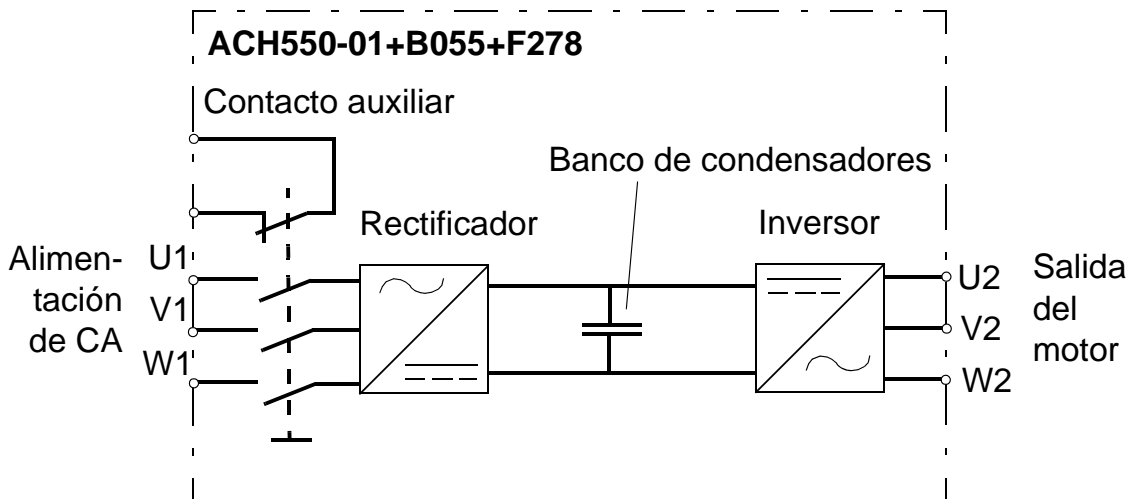 ACH550-01+B055+F278
Contacto auxiliar
Banco de condensadores
Rectificador
Inversor
Alimen-
tación
de CA
U1
V1
W1
U2
V2
W2
Salida
del
motor